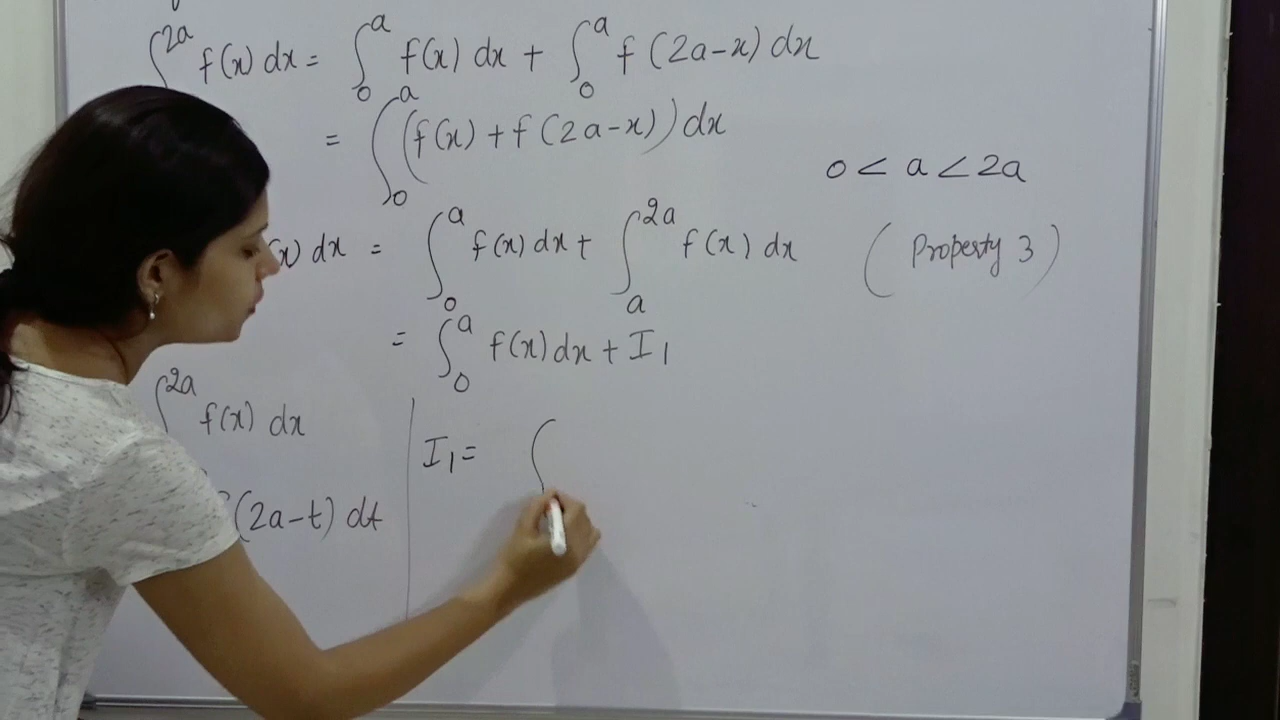 ∫₀^2a f(x) dx = ∫₀^a f(x) dx + ∫₀^a f(2a-x) dx
= ∫₀^a (f(x) + f(2a-x)) dx
0 < a < 2a
(x) dx = ∫₀^a f(x) dx + ∫ₐ^2a f(x) dx (Property 3)
= ∫₀^a f(x) dx + I₁
∫^2a f(x) dx
(2a-t) dt
I₁ = ∫